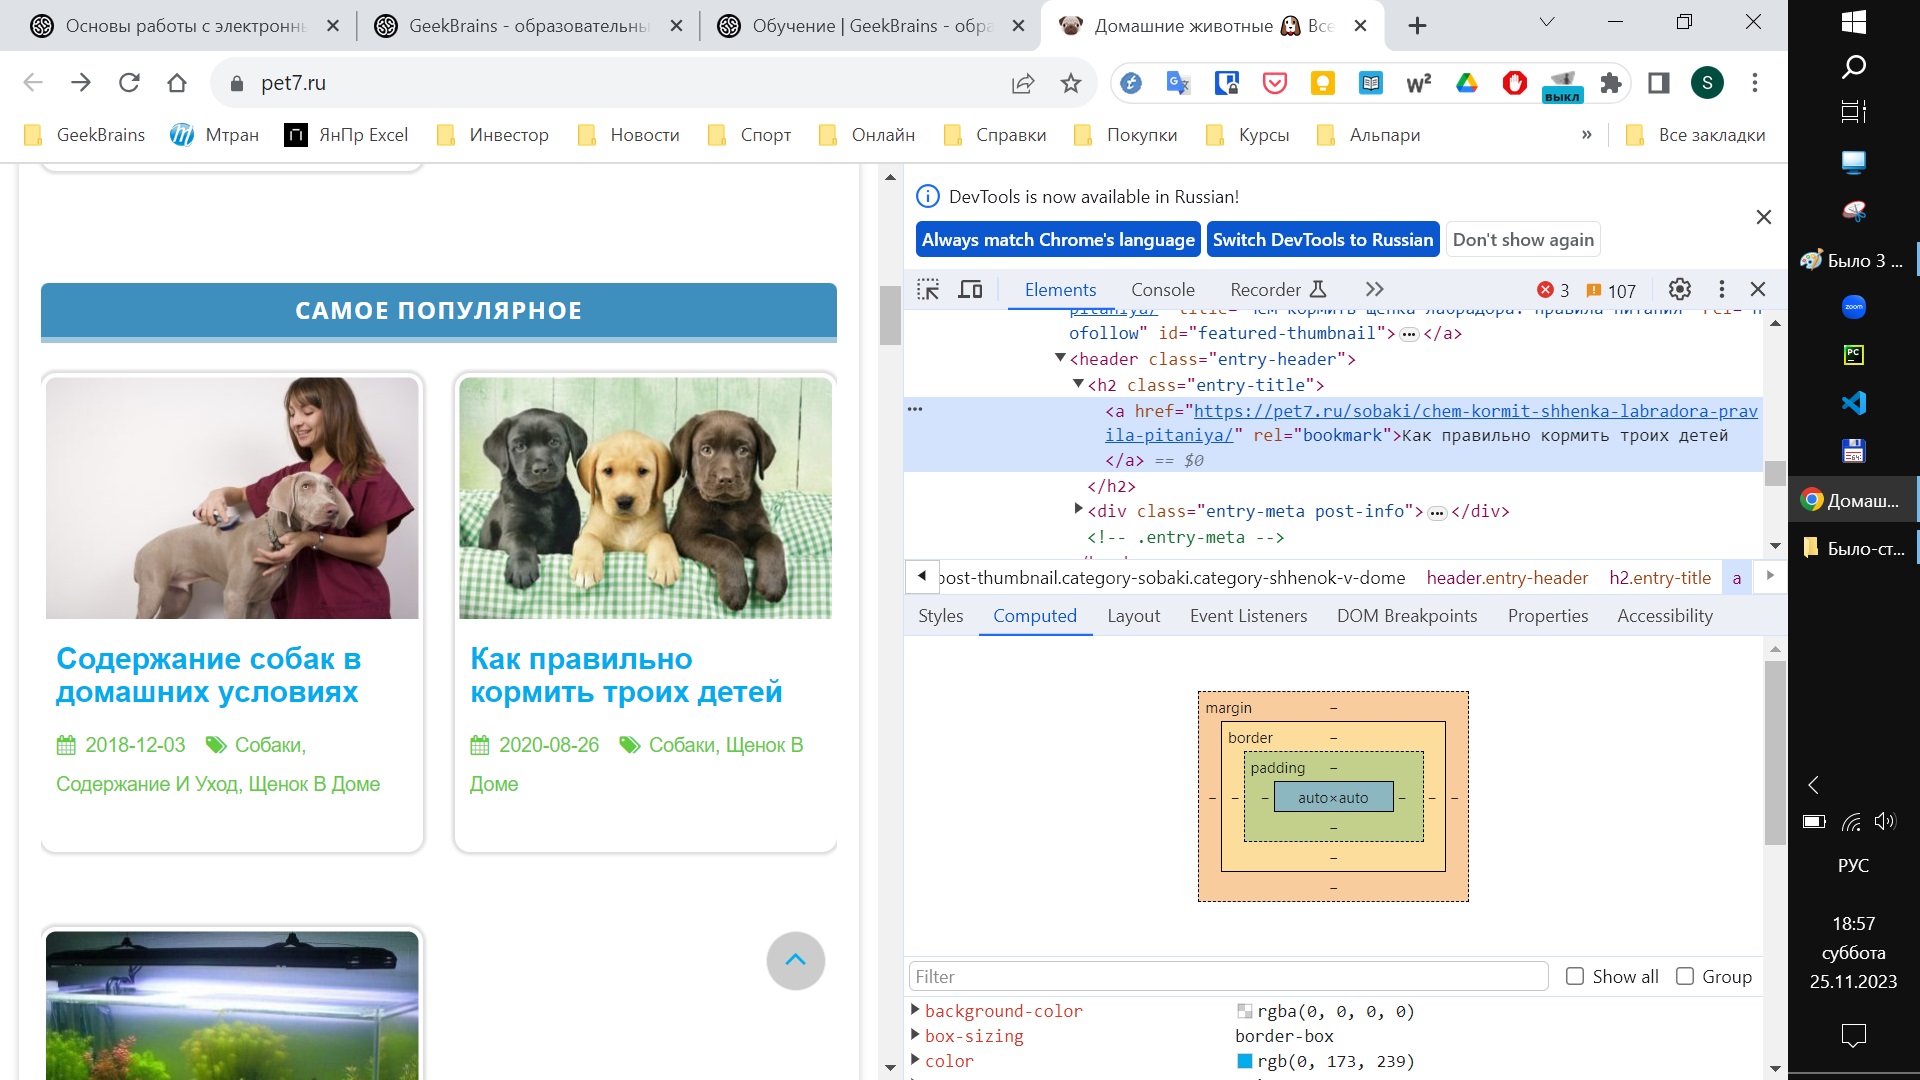 Основы работы с электроннь
GeekBrains - образовательны
Обучение | GeekBrains - обра
Домашние животные 🐶 Все
pet7.ru
W²
выкл
S
GeekBrains
Мтран
ЯнПр Excel
Инвестор
Новости
Спорт
Онлайн
Справки
Покупки
Курсы
Альпари
»
Все закладки
САМОЕ ПОПУЛЯРНОЕ
Содержание собак в
домашних условиях
2018-12-03 Собаки,
Содержание И Уход, Щенок В Доме
Как правильно
кормить троих детей
2020-08-26 Собаки, Щенок В
Доме
DevTools is now available in Russian!
Always match Chrome's language
Switch DevTools to Russian
Don't show again
Elements
Console
Recorder
3
107
ofollow" id="featured-thumbnail">…</a>
<header class="entry-header">
<h2 class="entry-title">
<a href="https://pet7.ru/sobaki/chem-kormit-shhenka-labradora-prav
ila-pitaniya/" rel="bookmark">Как правильно кормить троих детей
</a> == $0
</h2>
<div class="entry-meta post-info">…</div>
<!-- .entry-meta -->
post-thumbnail.category-sobaki.category-shhenok-v-dome
header.entry-header
h2.entry-title
a
Styles
Computed
Layout
Event Listeners
DOM Breakpoints
Properties
Accessibility
margin –
border –
padding –
– – – auto×auto – – –
–
–
–
Filter
Show all
Group
background-color rgba(0, 0, 0, 0)
box-sizing border-box
color rgb(0, 173, 239)
Было 3 ...
zoom
PC
64
Домаш...
Было-ст...
РУС
18:57
суббота
25.11.2023